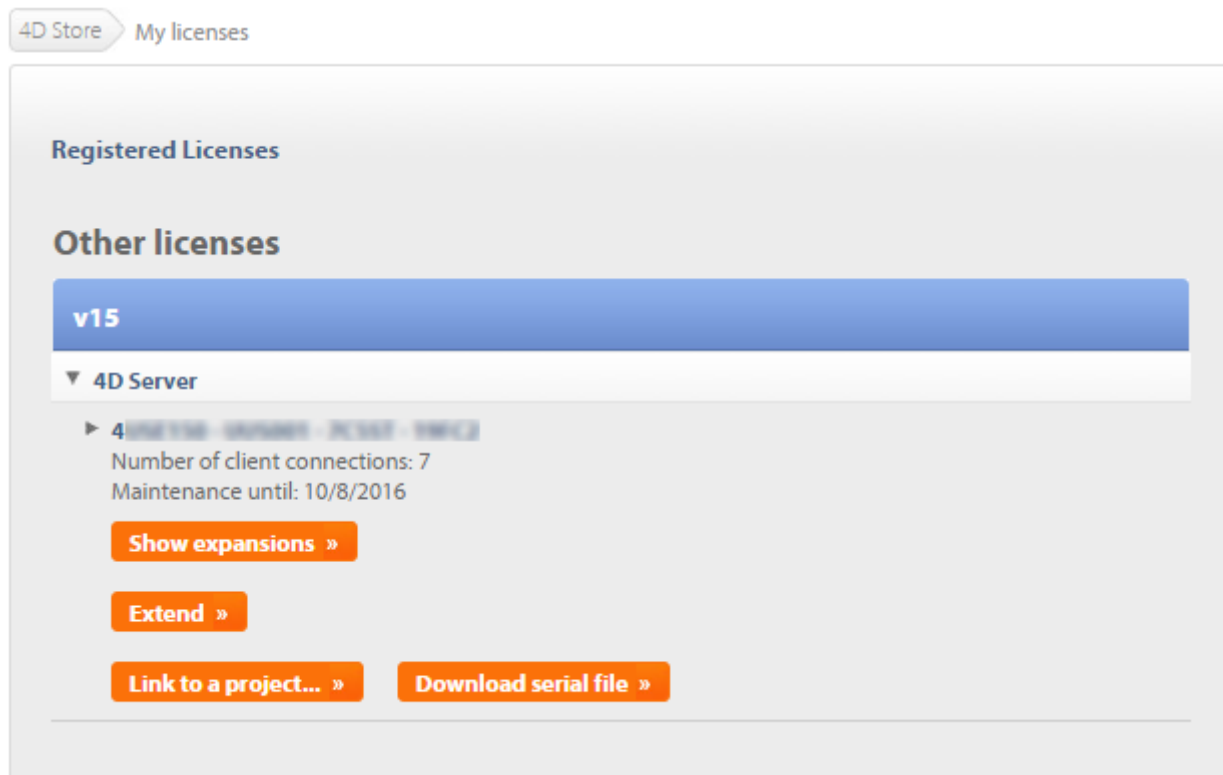 4D Store My licenses
Registered Licenses
Other licenses
v15
4D Server
4
Number of client connections: 7
Maintenance until: 10/8/2016
Show expansions »
Extend »
Link to a project... » Download serial file »